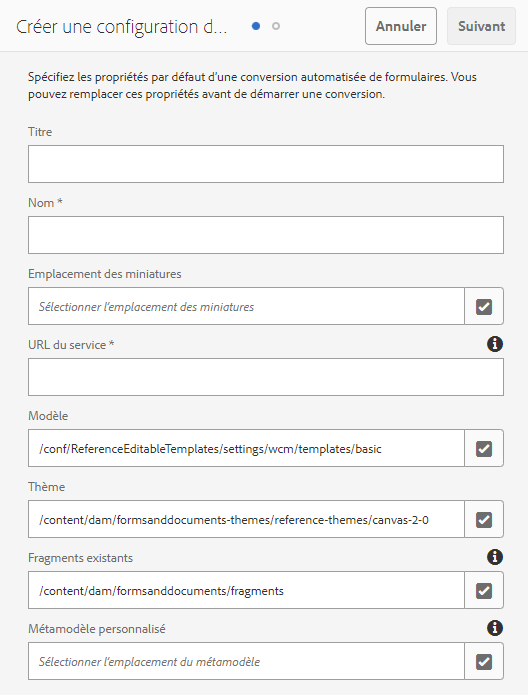 Créer une configuration d...
Annuler
Suivant
Spécifiez les propriétés par défaut d’une conversion automatisée de formulaires. Vous
pouvez remplacer ces propriétés avant de démarrer une conversion.
Titre
Nom *
Emplacement des miniatures
Sélectionner l’emplacement des miniatures
URL du service *
Modèle
/conf/ReferenceEditableTemplates/settings/wcm/templates/basic
Thème
/content/dam/formsanddocuments-themes/reference-themes/canvas-2-0
Fragments existants
/content/dam/formsanddocuments/fragments
Métamodèle personnalisé
Sélectionner l’emplacement du métamodèle